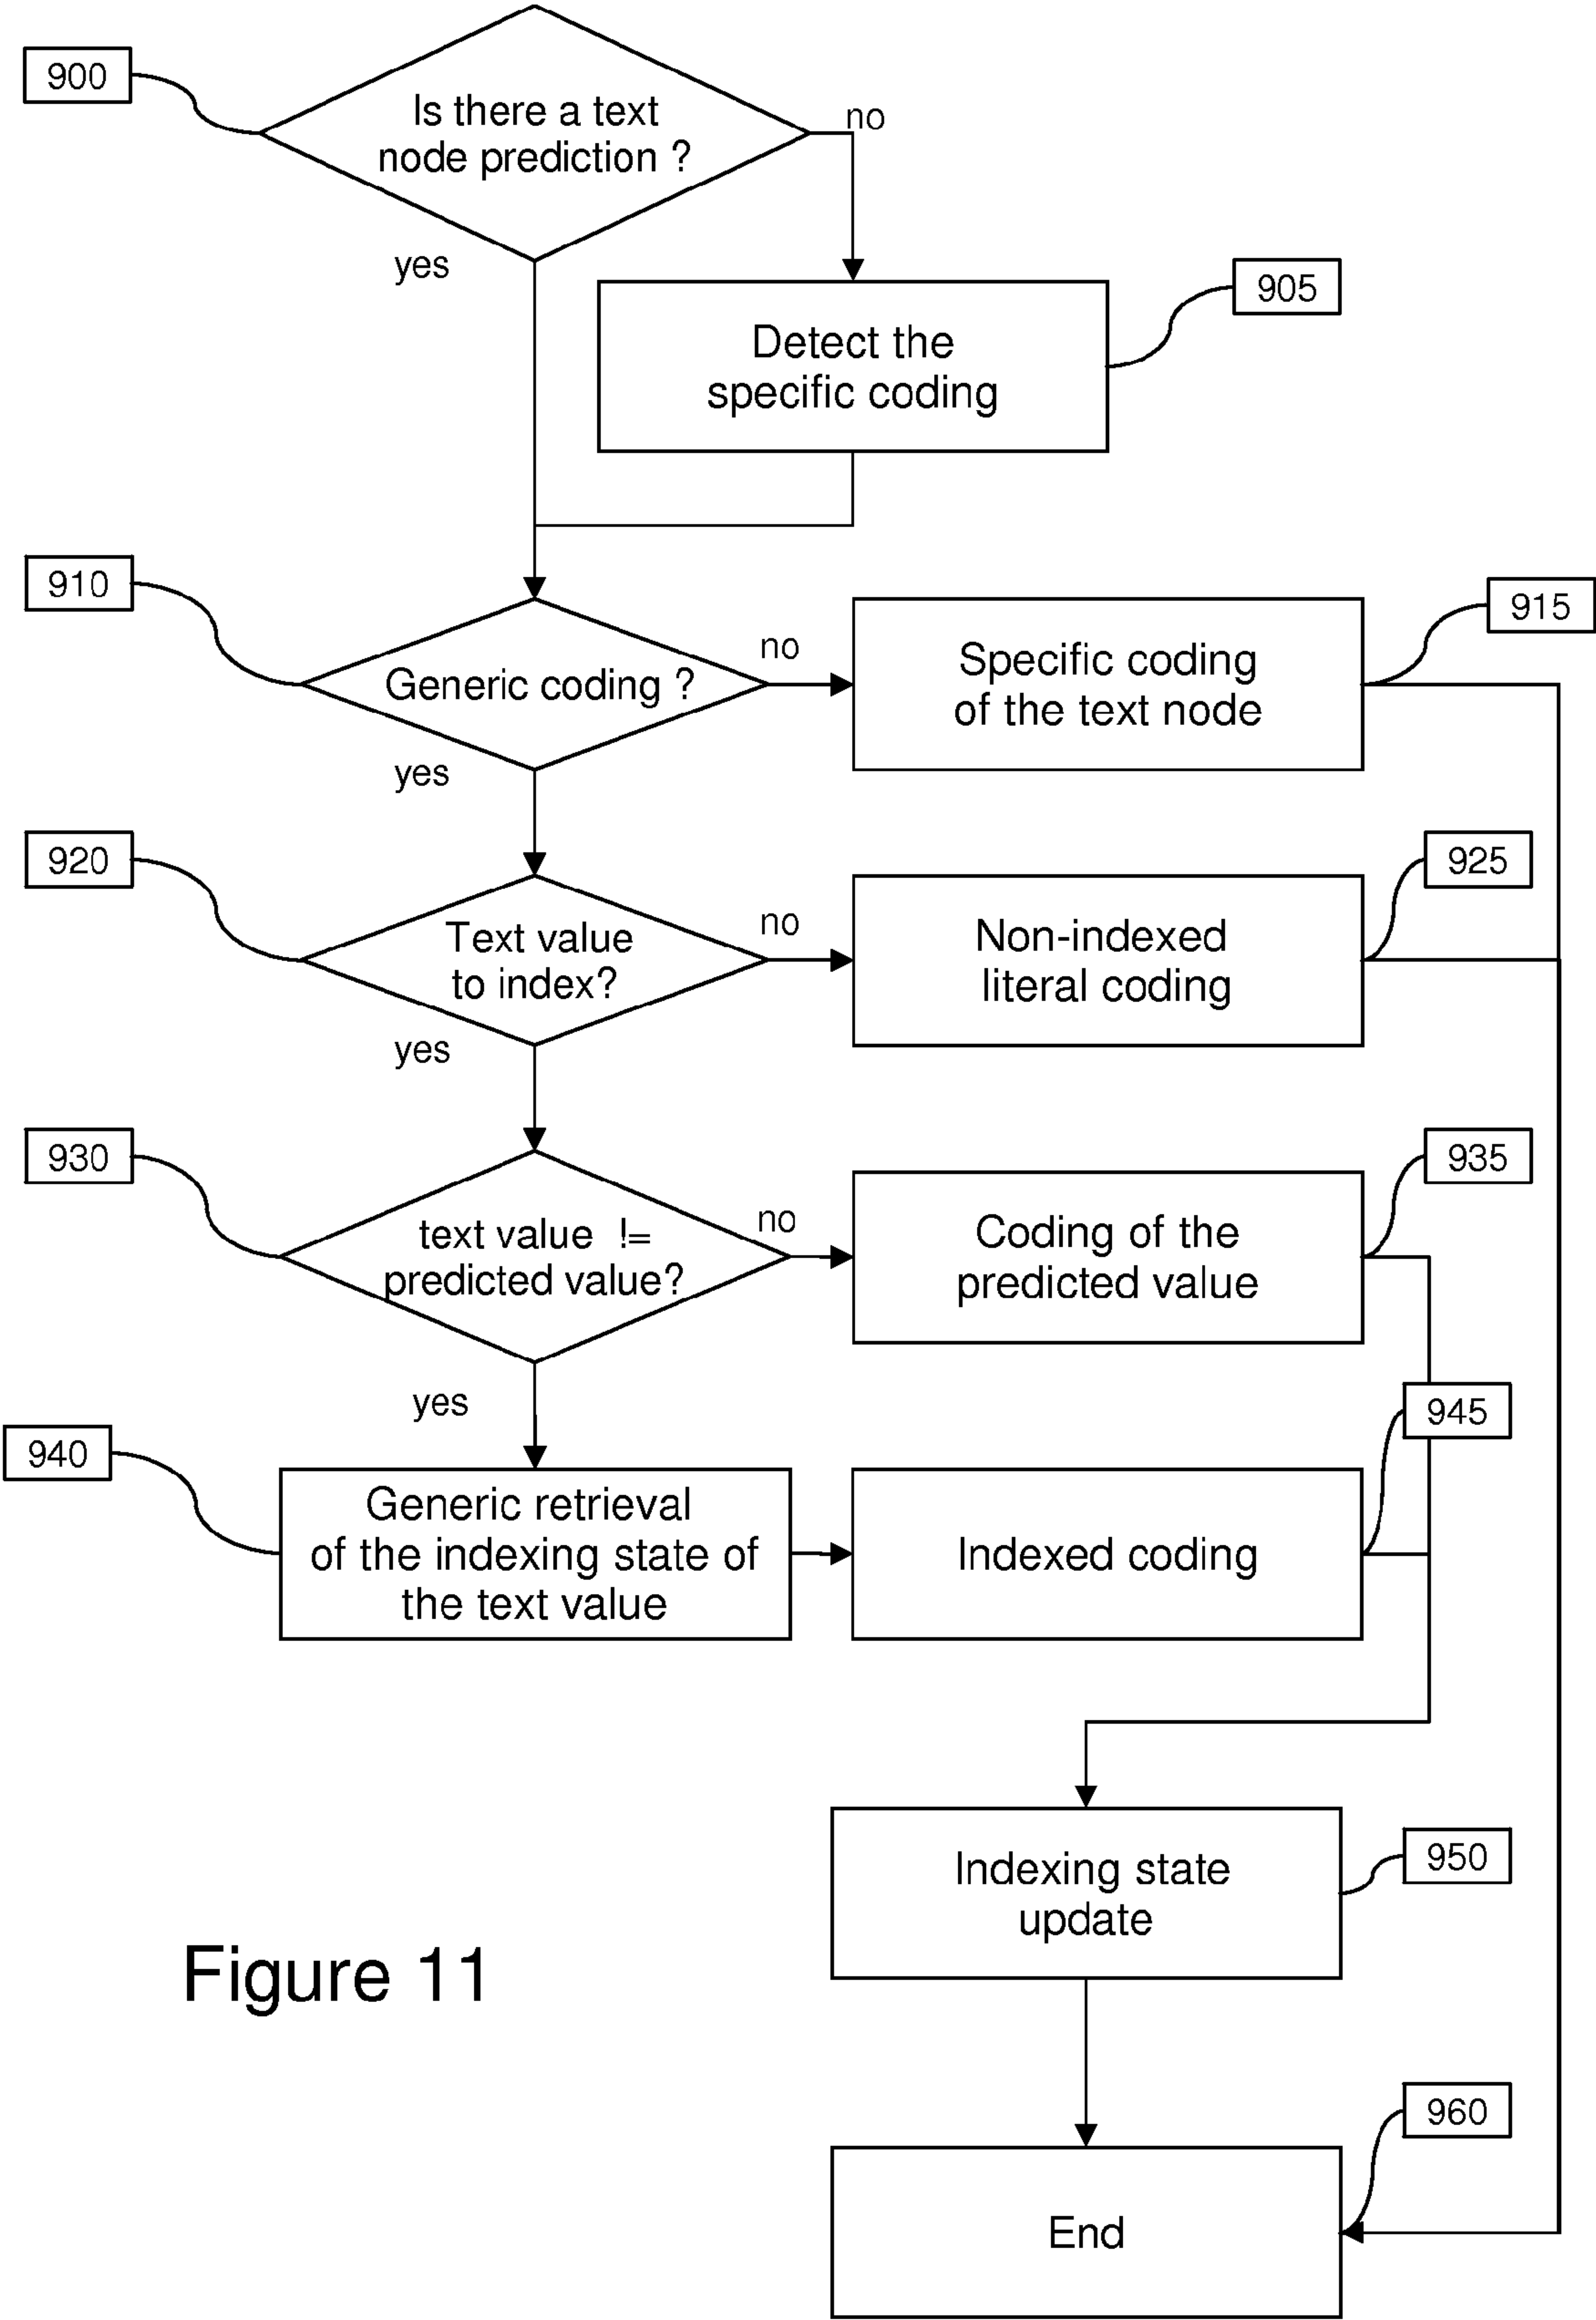 900
Is there a text
node prediction ?
no
yes
905
Detect the
specific coding
910
Generic coding ?
no
yes
915
Specific coding
of the text node
920
Text value
to index?
no
yes
925
Non-indexed
literal coding
930
text value != 
predicted value?
no
yes
935
Coding of the
predicted value
940
Generic retrieval
of the indexing state of
the text value
945
Indexed coding
950
Indexing state
update
Figure 11
960
End